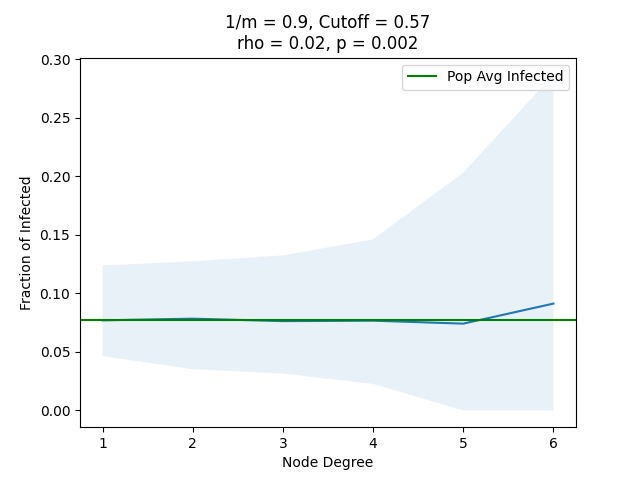 1/m = 0.9, Cutoff = 0.57
rho = 0.02, p = 0.002
Pop Avg Infected
Fraction of Infected
0.30
0.25
0.20
0.15
0.10
0.05
0.00
1 2 3 4 5 6
Node Degree